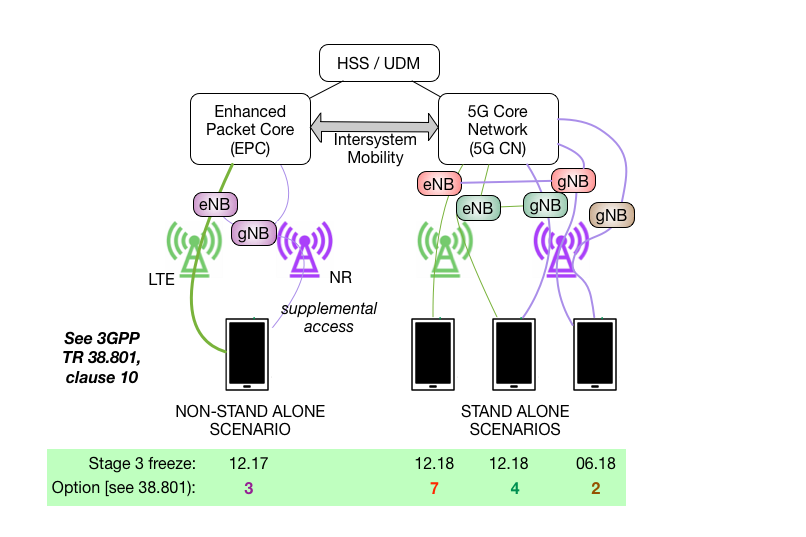 HSS / UDM
Enhanced
Packet Core
(EPC)
5G Core
Network
(5G CN)
Intersystem
Mobility
eNB
gNB
eNB
gNB
eNB
gNB
gNB
LTE
NR
supplemental
access
See 3GPP
TR 38.801,
clause 10
NON-STAND ALONE
SCENARIO
STAND ALONE
SCENARIOS
Stage 3 freeze: 12.17 12.18 12.18 06.18
Option [see 38.801): 3 7 4 2